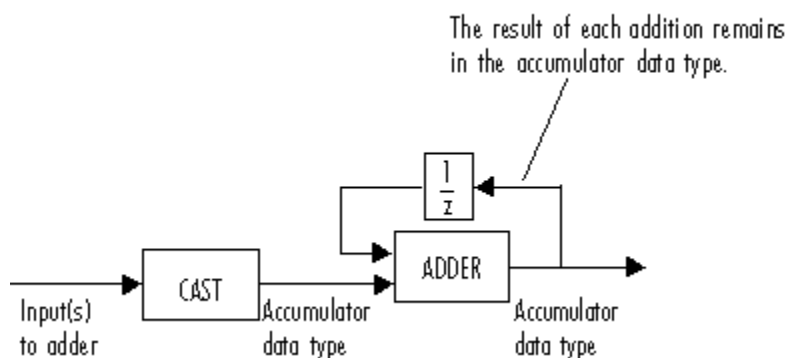 The result of each addition remains
in the accumulator data type.
1
z
ADDER
CAST
Input(s)
to adder
Accumulator
data type
Accumulator
data type